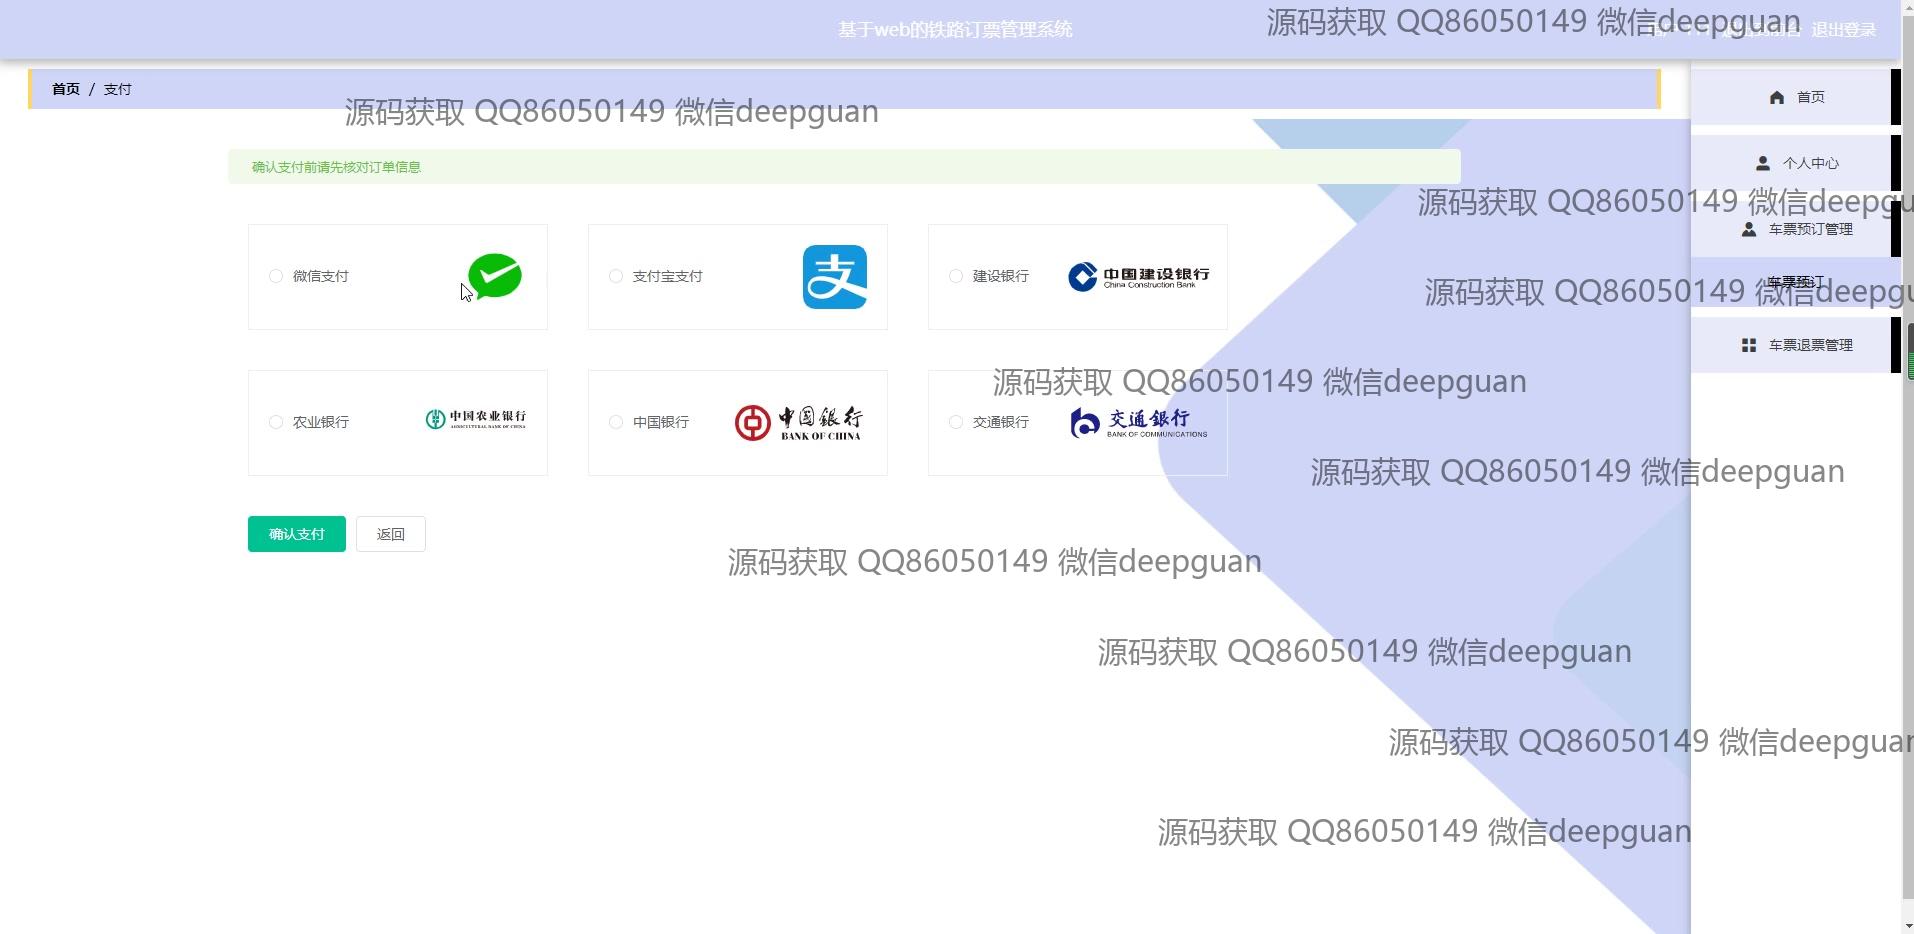 基于web的铁路订票管理系统
源码获取 QQ86050149 微信deepguan
退出登录
首页 / 支付
源码获取 QQ86050149 微信deepguan
首页
确认支付前请先核对订单信息
个人中心
源码获取 QQ86050149 微信deepgu
车票预订管理
微信支付
支付宝支付
支
建设银行
中国建设银行
China Construction Bank
车票预订
源码获取 QQ86050149 微信deepgu
车票退票管理
源码获取 QQ86050149 微信deepguan
农业银行
中国农业银行
AGRICULTURAL BANK OF CHINA
中国银行
中國銀行
BANK OF CHINA
交通银行
交通銀行
BANK OF COMMUNICATIONS
源码获取 QQ86050149 微信deepguan
确认支付
返回
源码获取 QQ86050149 微信deepguan
源码获取 QQ86050149 微信deepguan
源码获取 QQ86050149 微信deepguan
源码获取 QQ86050149 微信deepguan